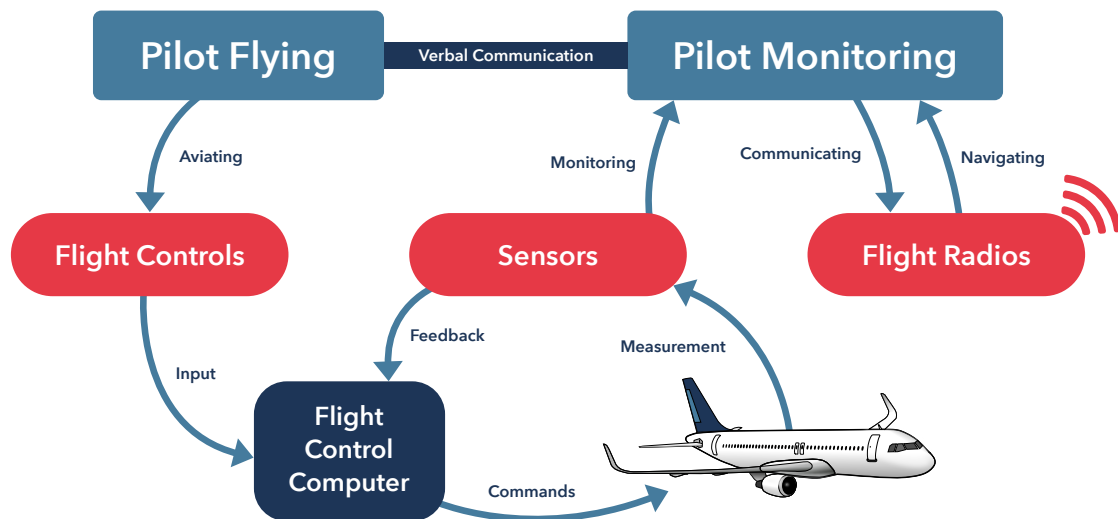 Pilot Flying
Verbal Communication
Pilot Monitoring
Aviating
Monitoring
Communicating
Navigating
Flight Controls
Sensors
Flight Radios
Feedback
Measurement
Input
Flight
Control
Computer
Commands